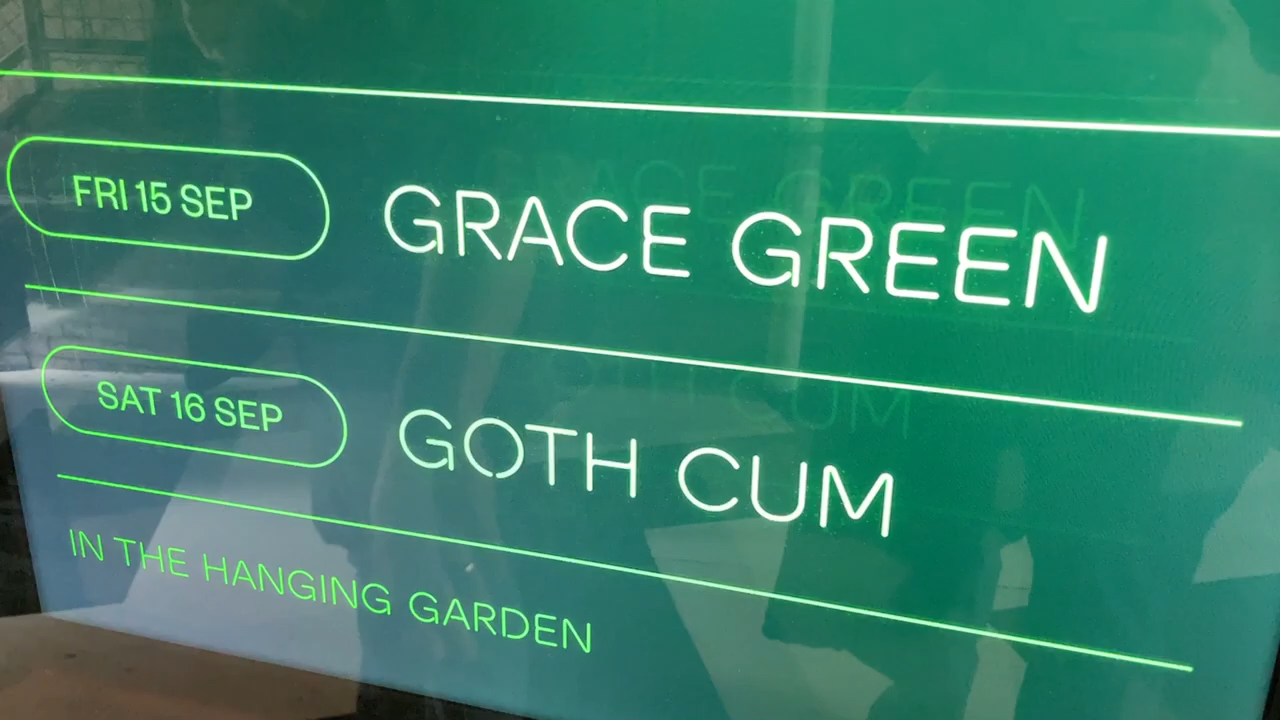 FRI 15 SEP GRACE GREEN
SAT 16 SEP GOTH CUM
IN THE HANGING GARDEN